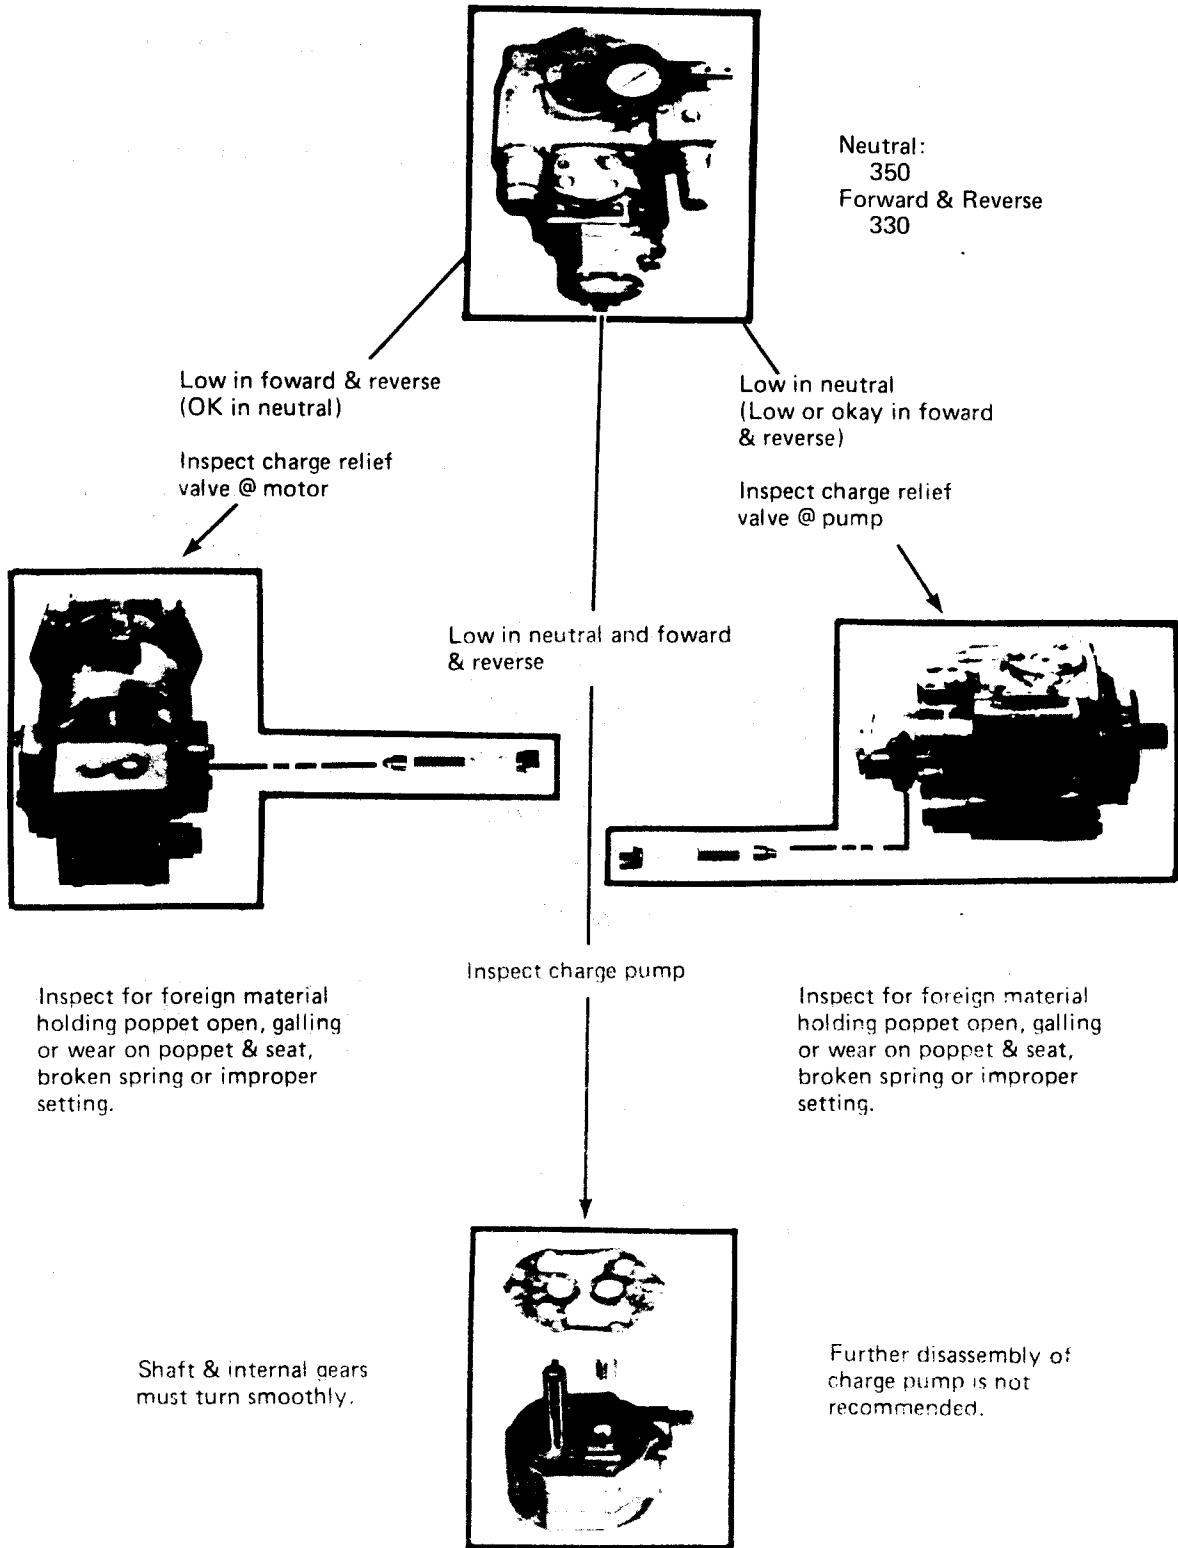 Neutral:
350
Forward & Reverse
330
Low in foward & reverse
(OK in neutral)
Inspect charge relief
valve @ motor
Low in neutral
(Low or okay in foward
& reverse)
Inspect charge relief
valve @ pump
Low in neutral and foward
& reverse
Inspect charge pump
Inspect for foreign material
holding poppet open, galling
or wear on poppet & seat,
broken spring or improper
setting.
Inspect for foreign material
holding poppet open, galling
or wear on poppet & seat,
broken spring or improper
setting.
Shaft & internal gears
must turn smoothly.
Further disassembly of
charge pump is not
recommended.